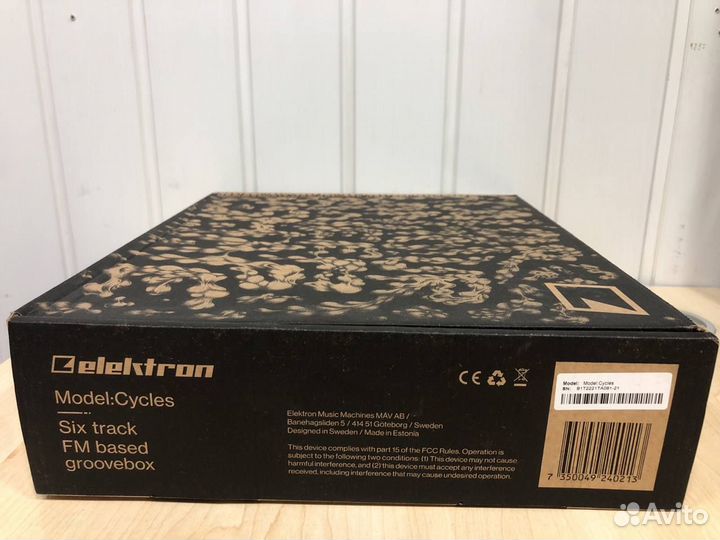 elektron
Model:Cycles
Six track
FM based
groovebox
CE
Elektron Music Machines MAV AB /
Banehagsliden 5 / 414 51 Göteborg / Sweden
Designed in Sweden / Made in Estonia
This device complies with part 15 of the FCC Rules. Operation is
subject to the following two conditions: (1) This device may not cause
harmful interference, and (2) this device must accept any interference
received, including interference that may cause undesired operation.
Model: Model:Cycles
SN:
7 350049 240213
Avito